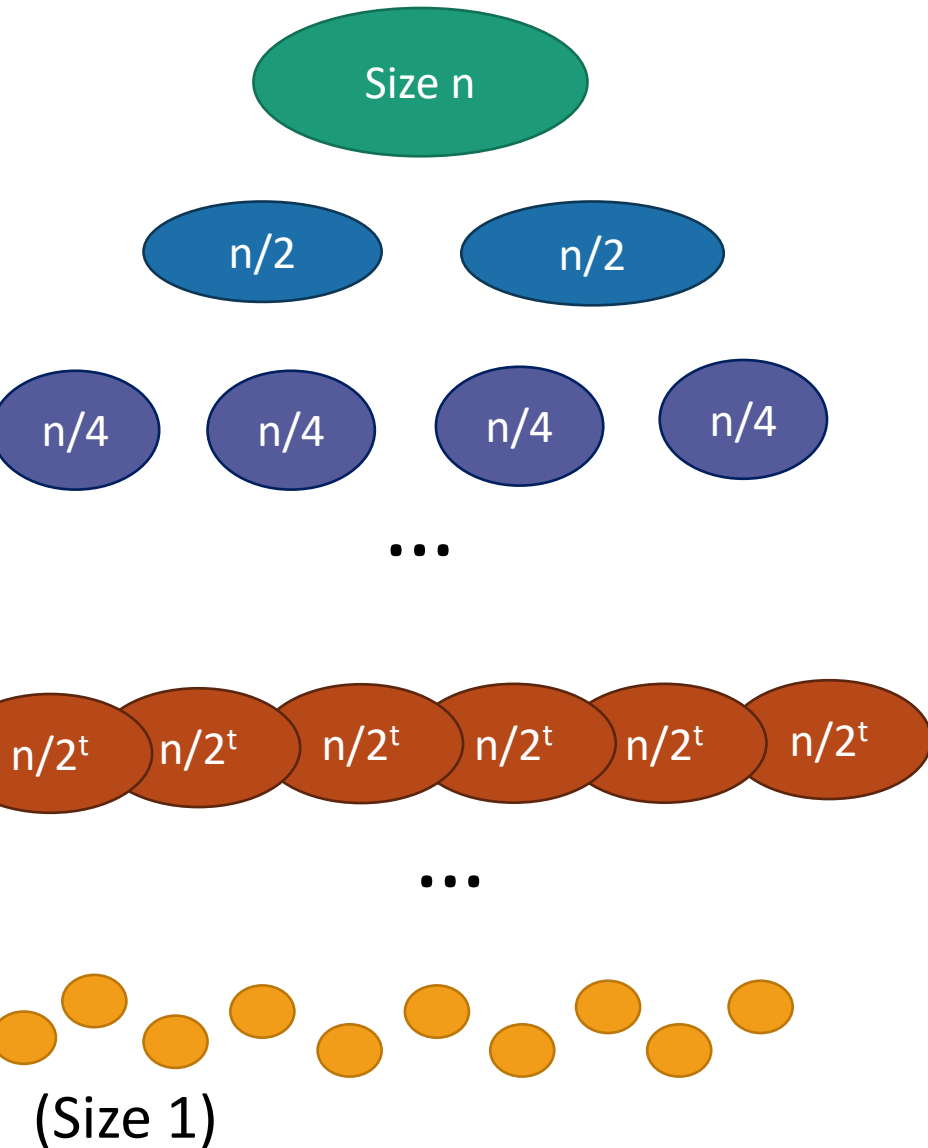 Size n
n/2 n/2
n/4 n/4 n/4 n/4
...
n/2ᵗ n/2ᵗ n/2ᵗ n/2ᵗ n/2ᵗ n/2ᵗ
...
(Size 1)